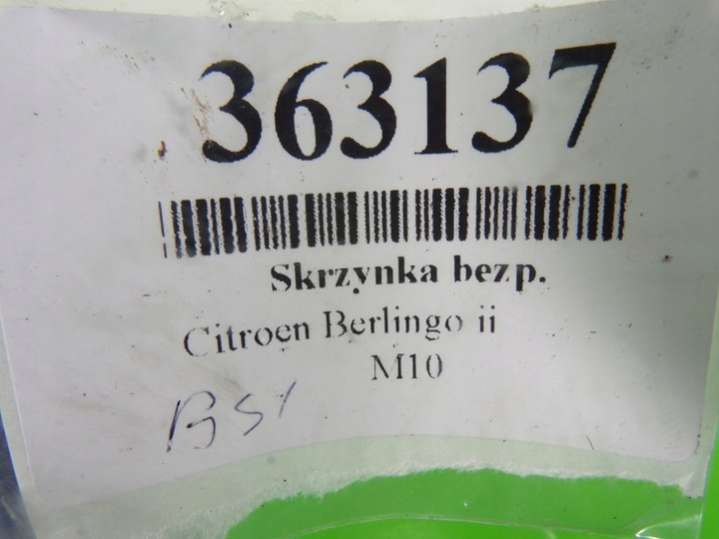 363137
Skrzynka bezp.
Citroen Berlingo ii
M10
BSI